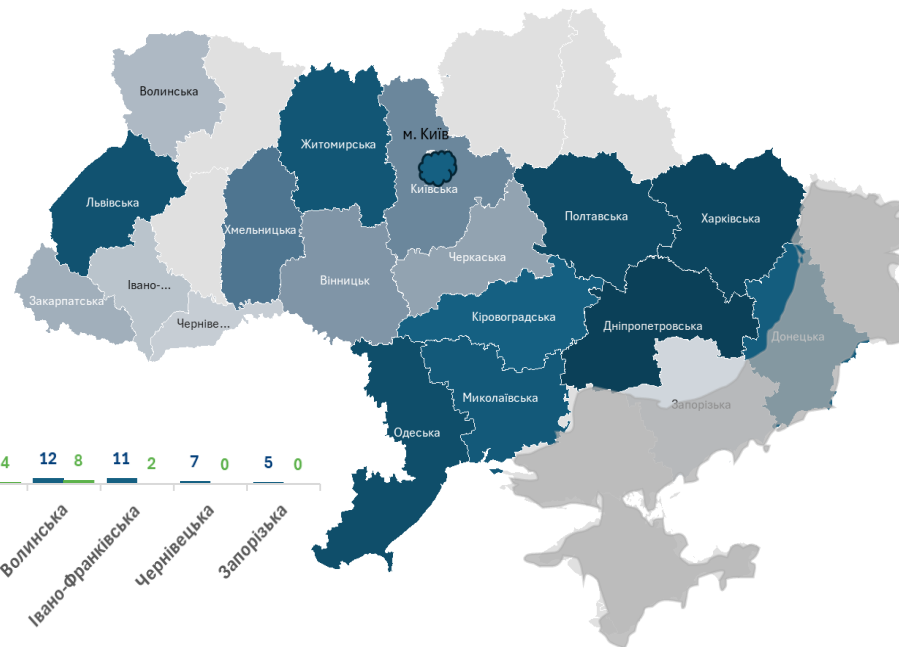 Волинська
м. Київ
Житомирська
Київська
Львівська
Полтавська
Харківська
Хмельницька
Черкаська
Вінницьк
Івано-...
Закарпатська
Черніве...
Кіровоградська
Дніпропетровська
Донецька
Миколаївська
Запорізька
Одеська
4 12 8 11 2 7 0 5 0
Волинська
Івано-Франківська
Чернівецька
Запорізька